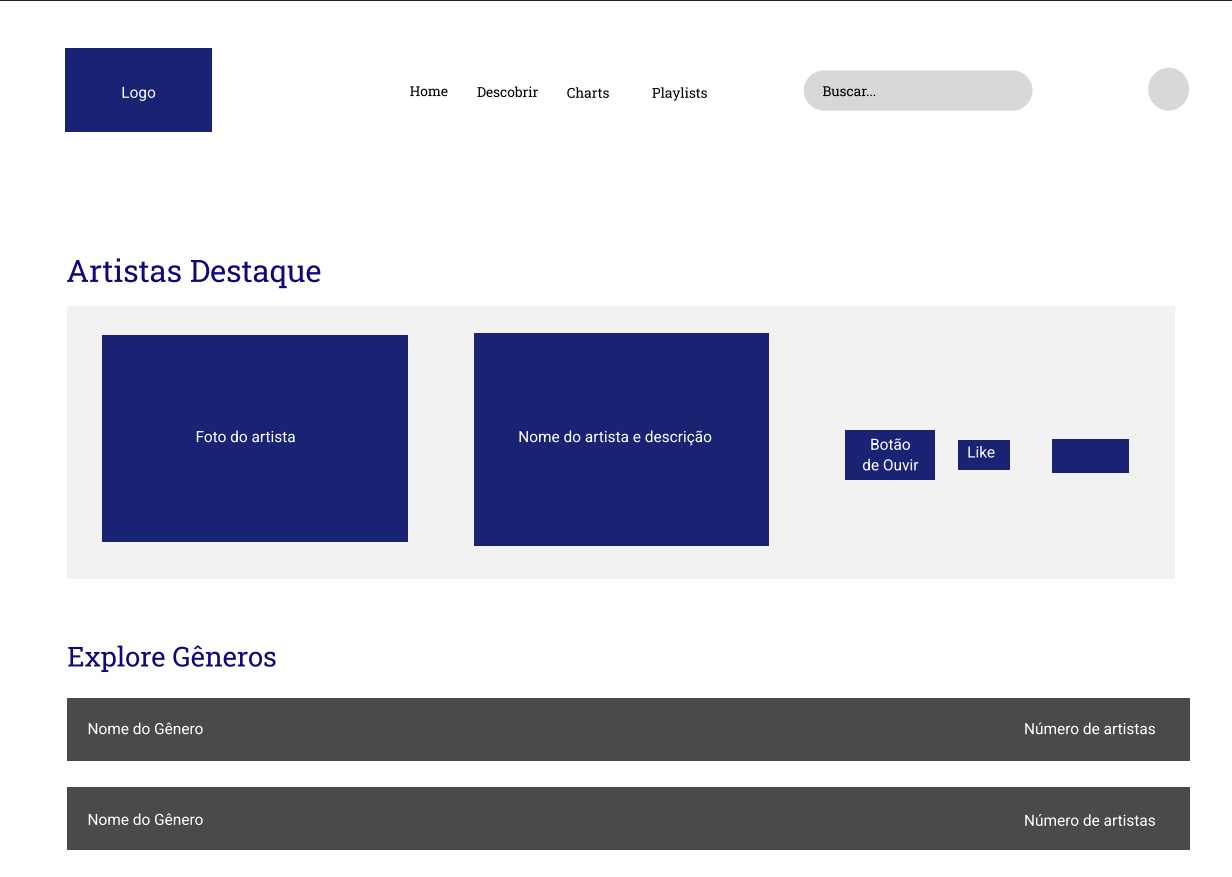 Logo
Home
Descobrir
Charts
Playlists
Buscar...
Artistas Destaque
Foto do artista
Nome do artista e descrição
Botão
de Ouvir
Like
Explore Gêneros
Nome do Gênero
Número de artistas
Nome do Gênero
Número de artistas